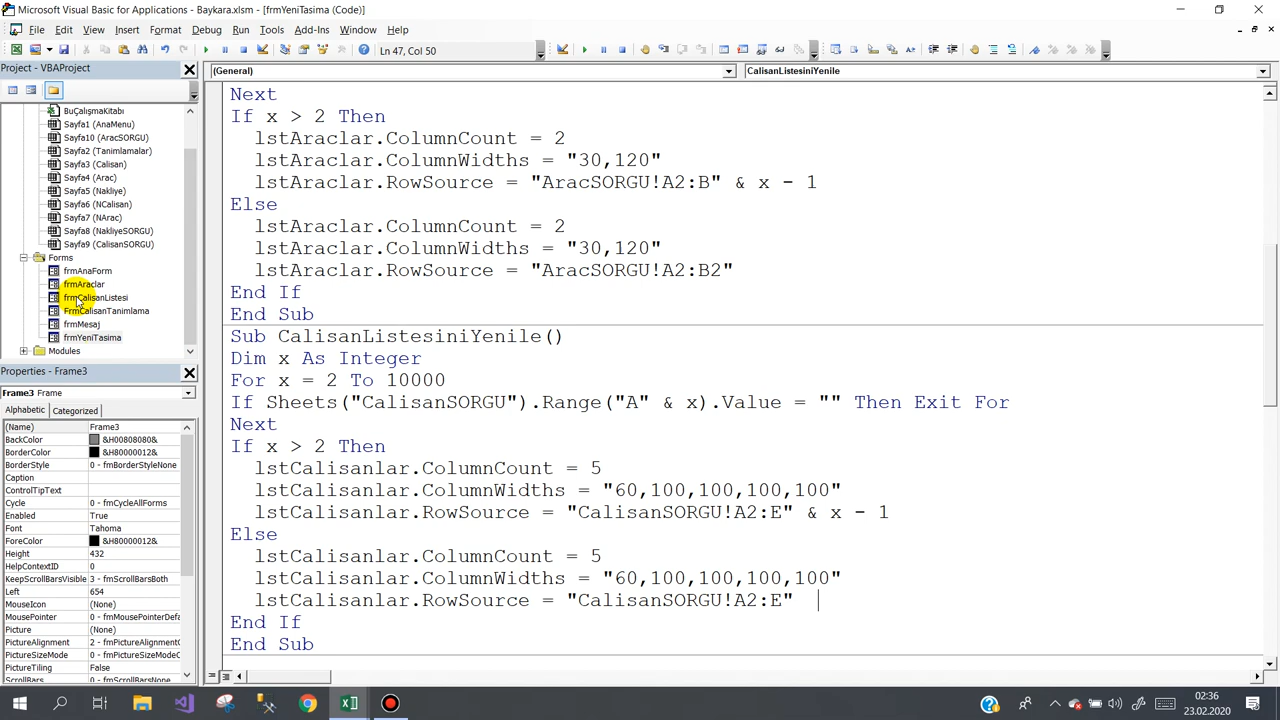 Microsoft Visual Basic for Applications - Baykara.xlsm - [frmYeniTasima (Code)]
File Edit View Insert Format Debug Run Tools Add-Ins Window Help
Ln 47, Col 50
Project - VBAProject
(General)
CalisanListesiniYenile
BuÇalışmaKitabı
Sayfa1 (AnaMenu)
Sayfa10 (AracSORGU)
Sayfa2 (Tanimlamalar)
Sayfa3 (Calisan)
Sayfa4 (Arac)
Sayfa5 (Nakliye)
Sayfa6 (NCalisan)
Sayfa7 (NArac)
Sayfa8 (NakliyeSORGU)
Sayfa9 (CalisanSORGU)
Forms
frmAnaForm
frmAraclar
frmCalisanListesi
FrmCalisanTanimlama
frmMesaj
frmYeniTasima
Modules
Properties - Frame3
Frame3 Frame
Alphabetic Categorized
(Name) Frame3
BackColor &H00808080&
BorderColor &H80000012&
BorderStyle 0 - fmBorderStyleNone
Caption
ControlTipText
Cycle 0 - fmCycleAllForms
Enabled True
Font Tahoma
ForeColor &H80000012&
Height 432
HelpContextID 0
KeepScrollBarsVisible 3 - fmScrollBarsBoth
Left 654
MouseIcon (None)
MousePointer 0 - fmMousePointerDefa
Picture (None)
PictureAlignment 2 - fmPictureAlignmentC
PictureSizeMode 0 - fmPictureSizeModeC
PictureTiling False
ScrollBars
Next
If x > 2 Then
lstAraclar.ColumnCount = 2
lstAraclar.ColumnWidths = "30,120"
lstAraclar.RowSource = "AracSORGU!A2:B" & x - 1
Else
lstAraclar.ColumnCount = 2
lstAraclar.ColumnWidths = "30,120"
lstAraclar.RowSource = "AracSORGU!A2:B2"
End If
End Sub
Sub CalisanListesiniYenile()
Dim x As Integer
For x = 2 To 10000
If Sheets("CalisanSORGU").Range("A" & x).Value = "" Then Exit For
Next
If x > 2 Then
lstCalisanlar.ColumnCount = 5
lstCalisanlar.ColumnWidths = "60,100,100,100,100"
lstCalisanlar.RowSource = "CalisanSORGU!A2:E" & x - 1
Else
lstCalisanlar.ColumnCount = 5
lstCalisanlar.ColumnWidths = "60,100,100,100,100"
lstCalisanlar.RowSource = "CalisanSORGU!A2:E"
End If
End Sub
02:36
23.02.2020